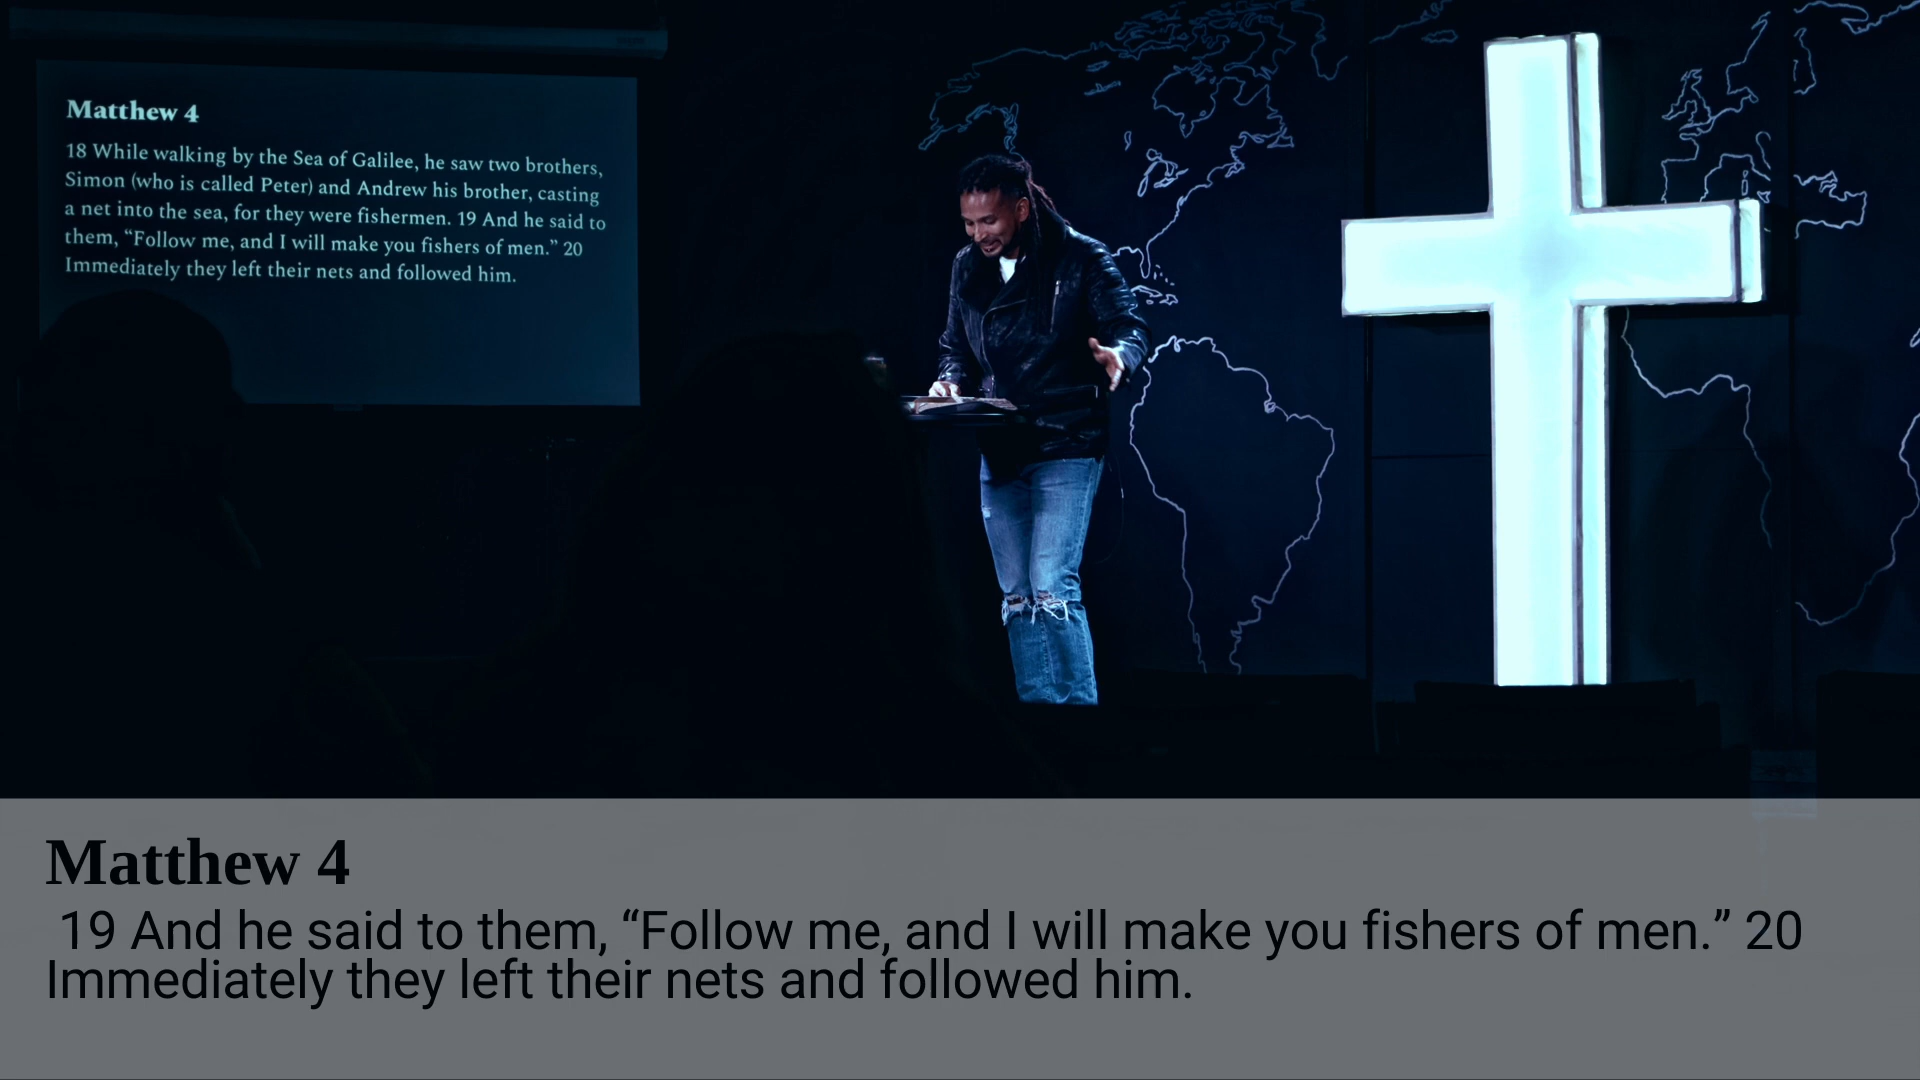 Matthew 4
18 While walking by the Sea of Galilee, he saw two brothers,
Simon (who is called Peter) and Andrew his brother, casting
a net into the sea, for they were fishermen. 19 And he said to
them, “Follow me, and I will make you fishers of men.” 20
Immediately they left their nets and followed him.
Matthew 4
19 And he said to them, “Follow me, and I will make you fishers of men.” 20
Immediately they left their nets and followed him.